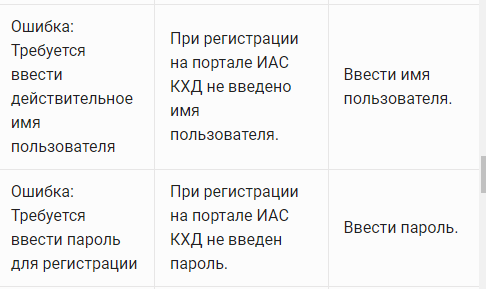 Ошибка:
Требуется
ввести
действительное
имя
пользователя
При регистрации
на портале ИАС
КХД не введено
имя
пользователя.
Ввести имя
пользователя.
Ошибка:
Требуется
ввести пароль
для регистрации
При регистрации
на портале ИАС
КХД не введен
пароль.
Ввести пароль.